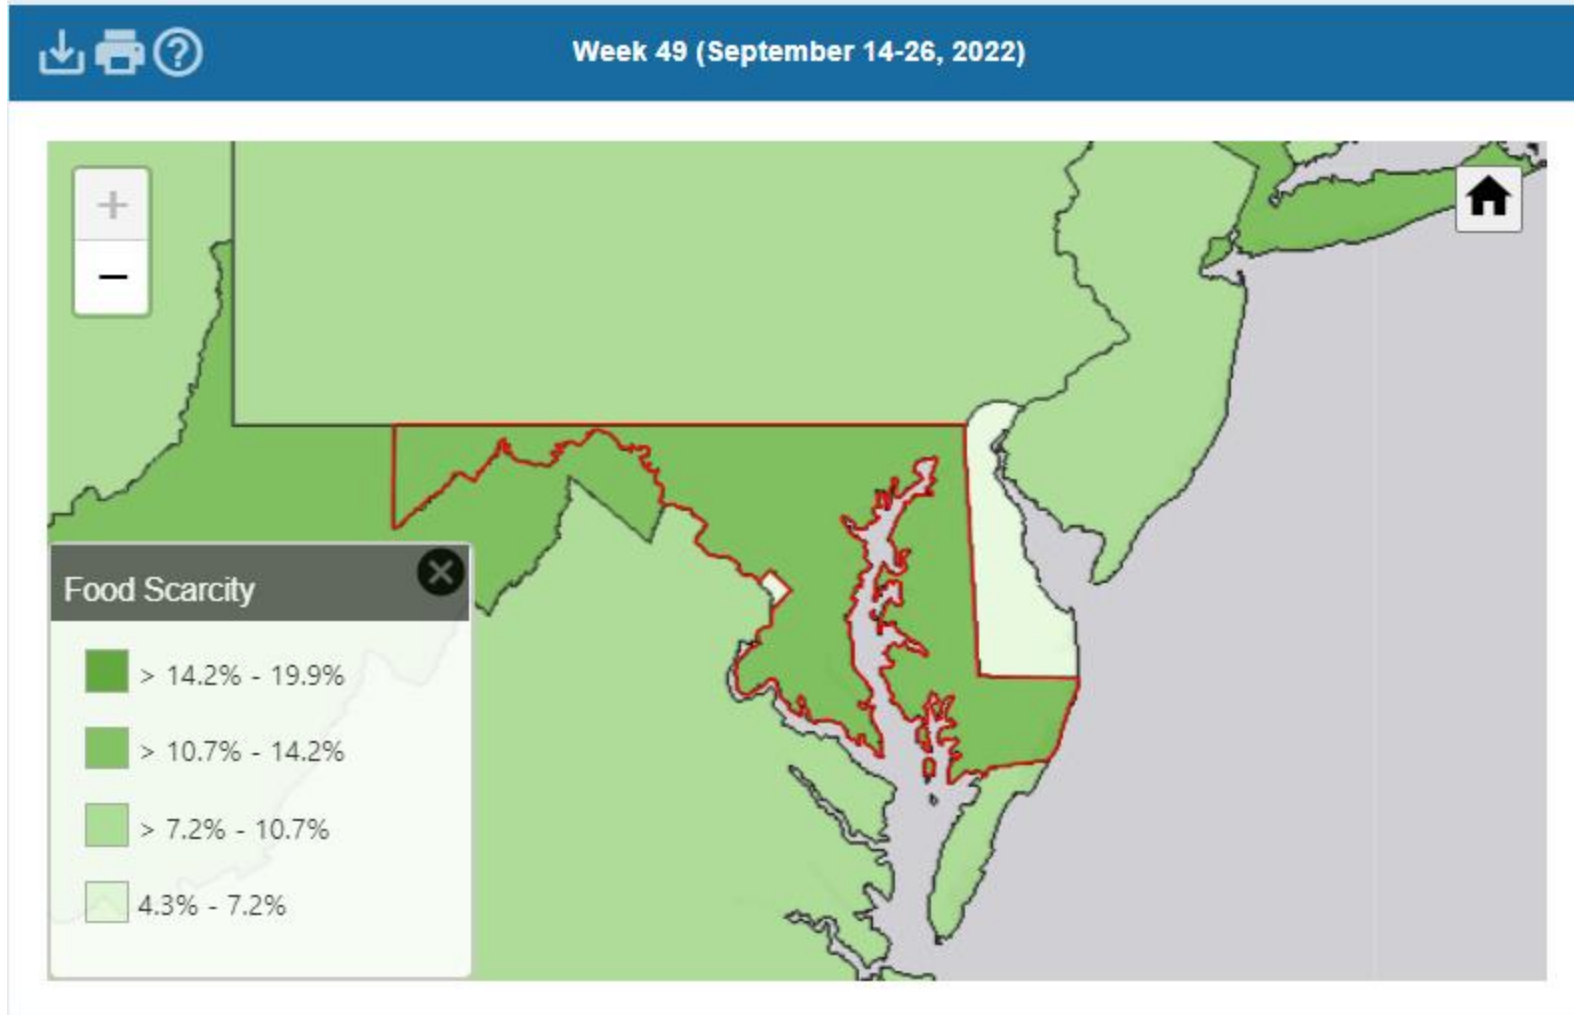 Week 49 (September 14-26, 2022)
+
−
Food Scarcity
> 14.2% - 19.9%
> 10.7% - 14.2%
> 7.2% - 10.7%
4.3% - 7.2%